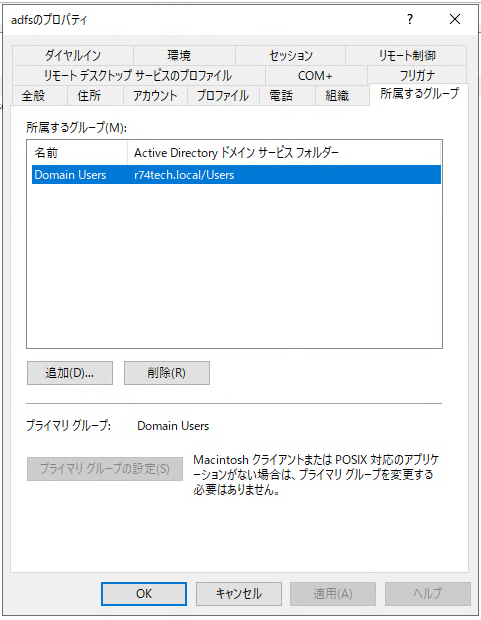 adfsのプロパティ
ダイヤルイン 環境 セッション リモート制御
リモート デスクトップ サービスのプロファイル COM+ フリガナ
全般 住所 アカウント プロファイル 電話 組織 所属するグループ
所属するグループ(M):
名前 Active Directory ドメイン サービス フォルダー
Domain Users r74tech.local/Users
追加(D)... 削除(R)
プライマリ グループ: Domain Users
プライマリ グループの設定(S)
Macintosh クライアントまたは POSIX 対応のアプリケ
ーションがない場合は、プライマリ グループを変更する
必要はありません。
OK キャンセル 適用(A) ヘルプ